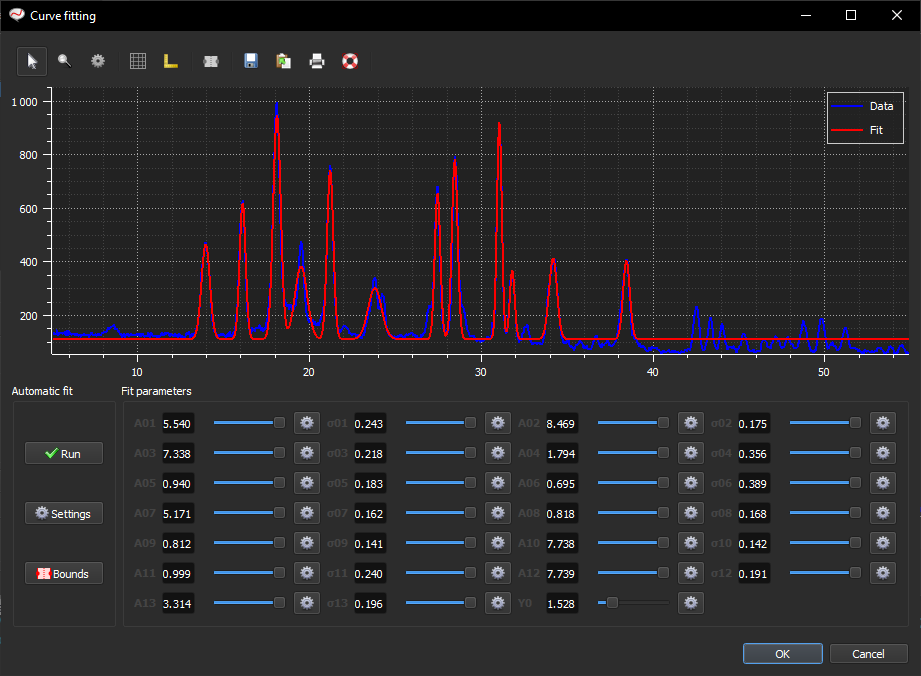 Curve fitting
1 000
800
600
400
200
Data
Fit
10
20
30
40
50
Automatic fit
Fit parameters
Run
Settings
Bounds
A01 5.540 σ01 0.243 A02 8.469 σ02 0.175
A03 7.338 σ03 0.218 A04 1.794 σ04 0.356
A05 0.940 σ05 0.183 A06 0.695 σ06 0.389
A07 5.171 σ07 0.162 A08 0.818 σ08 0.168
A09 0.812 σ09 0.141 A10 7.738 σ10 0.142
A11 0.999 σ11 0.240 A12 7.739 σ12 0.191
A13 3.314 σ13 0.196 Y0 1.528
OK
Cancel